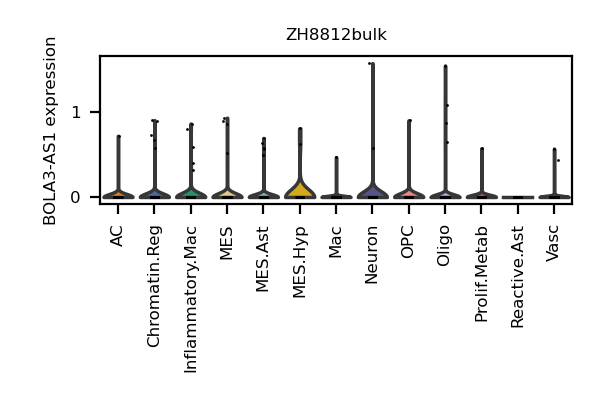 ZH8812bulk
BOLA3-AS1 expression
1
0
AC
Chromatin.Reg
Inflammatory.Mac
MES
MES.Ast
MES.Hyp
Mac
Neuron
OPC
Oligo
Prolif.Metab
Reactive.Ast
Vasc